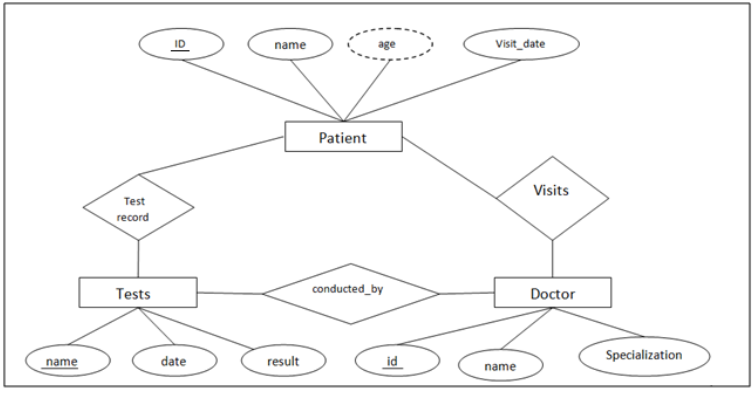 ID
name
age
Visit_date
Patient
Test
record
Visits
Tests
conducted_by
Doctor
name
date
result
id
name
Specialization